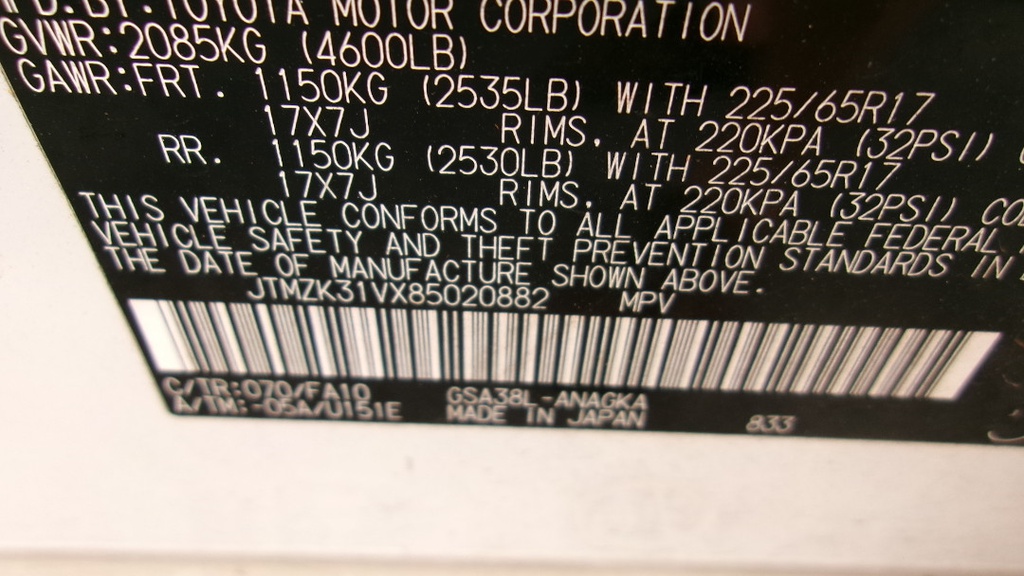 MFD.BY:TOYOTA MOTOR CORPORATION
GVWR:2085KG (4600LB)
GAWR:FRT. 1150KG (2535LB) WITH 225/65R17
17X7J RIMS, AT 220KPA (32PSI)
RR. 1150KG (2530LB) WITH 225/65R17
17X7J RIMS, AT 220KPA (32PSI) CO
THIS VEHICLE CONFORMS TO ALL APPLICABLE FEDERAL
VEHICLE SAFETY AND THEFT PREVENTION STANDARDS IN
THE DATE OF MANUFACTURE SHOWN ABOVE.
JTMZK31VX85020882 MPV
C/TR:070/FA10 GSA38L-ANAGKA
A/TM:-05A/U151E MADE IN JAPAN 833